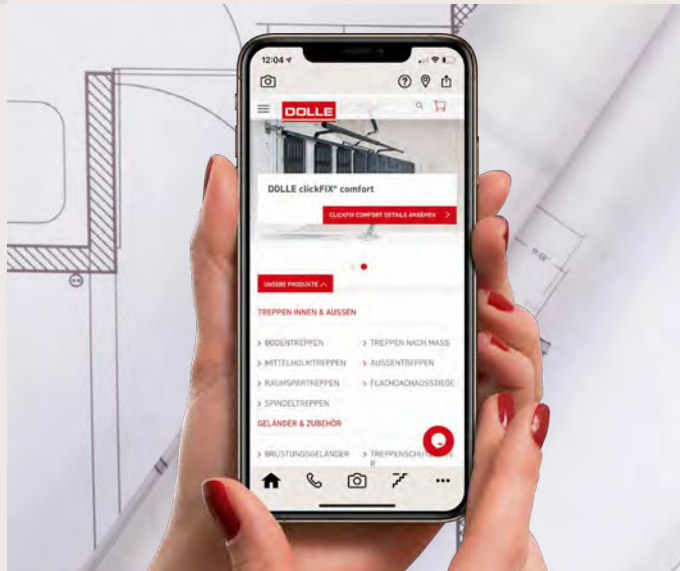 12:04
DOLLE
DOLLE clickFIX® comfort
CLICKFIX COMFORT DETAILS ANSEHEN
UNSERE PRODUKTE
TREPPEN INNEN & AUSSEN
BODENTREPPEN
TREPPEN NACH MASS
MITTELHOLMTREPPEN
AUSSENTREPPEN
RAUMSPARTREPPEN
FLACHDACHAUSSTIEGE
SPINDELTREPPEN
GELÄNDER & ZUBEHÖR
BRÜSTUNGSGELÄNDER